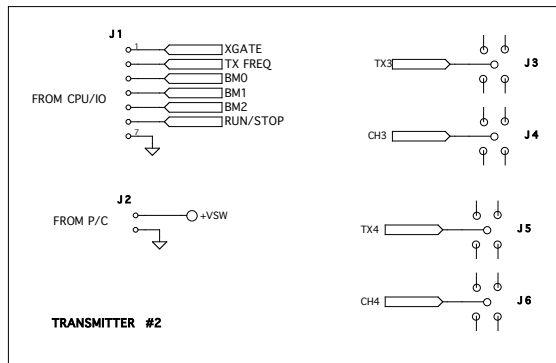 J1
1
XGATE
TX FREQ
BM0
BM1
BM2
RUN/STOP
7
FROM CPU/IO
J2
FROM P/C
+VSW
TX3
J3
CH3
J4
TX4
J5
CH4
J6
TRANSMITTER #2